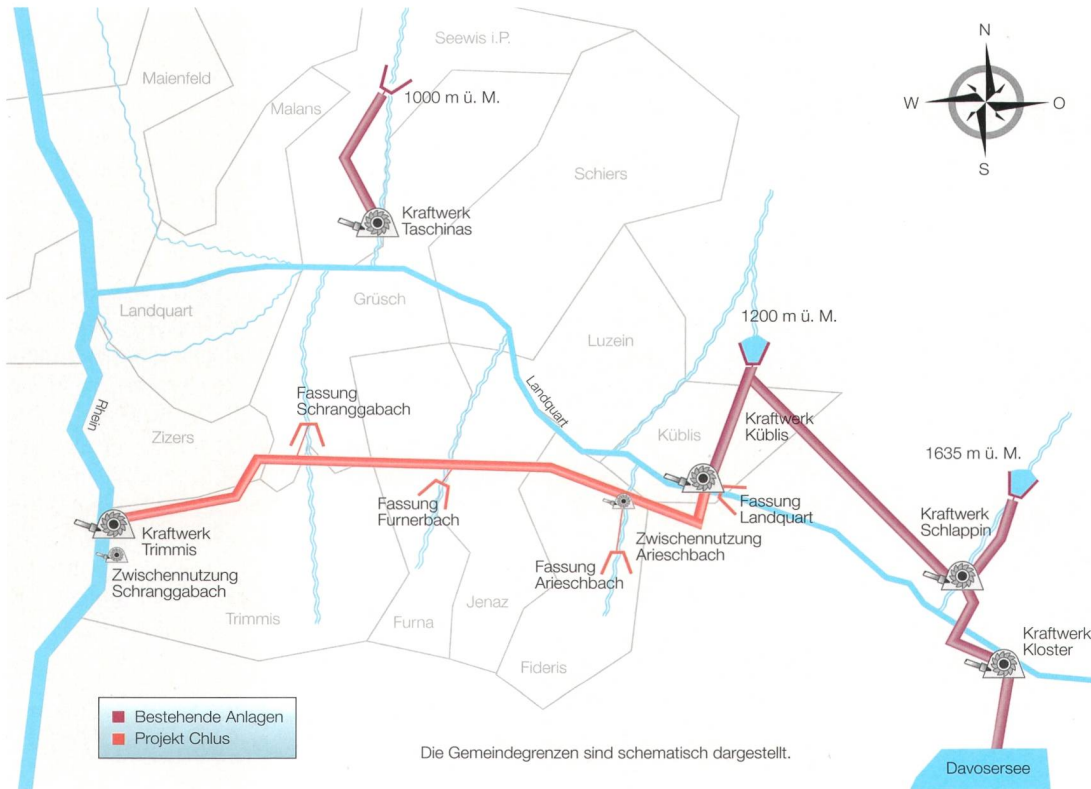 Seewis i.P.
Maienfeld
Malans
1000 m ü. M.
N
W
O
S
Schiers
Kraftwerk
Taschinas
Landquart
Grüsch
1200 m ü. M.
Luzein
Fassung
Schranggabach
Landquart
Rhein
Zizers
Küblis
Kraftwerk
Küblis
1635 m ü. M.
Fassung
Furnerbach
Fassung
Landquart
Kraftwerk
Schlappin
Kraftwerk
Trimmis
Zwischennutzung
Arieschbach
Zwischennutzung
Schranggabach
Fassung
Arieschbach
Jenaz
Trimmis
Furna
Fideris
Kraftwerk
Kloster
Bestehende Anlagen
Projekt Chlus
Die Gemeindegrenzen sind schematisch dargestellt.
Davosersee